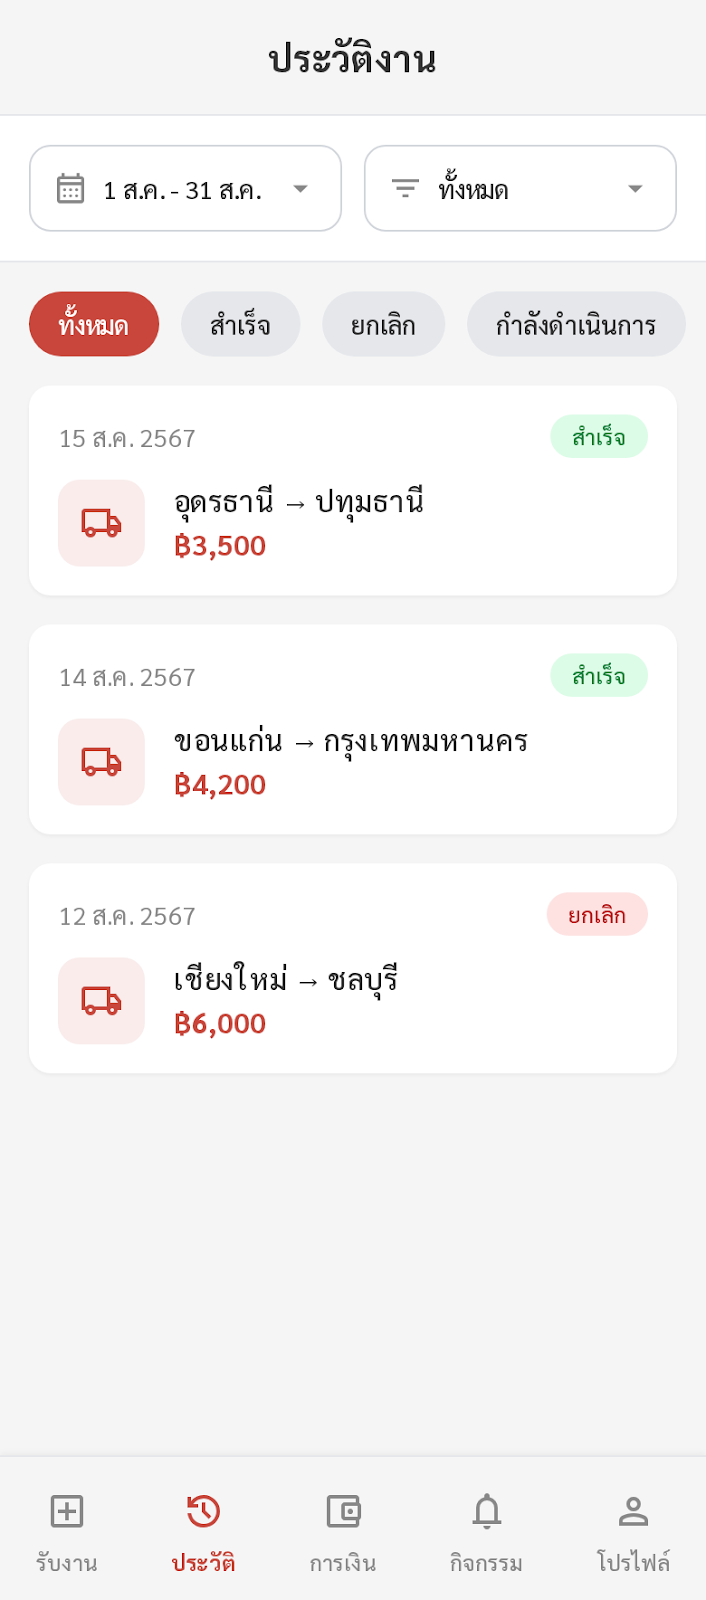 ประวัติงาน
1 ส.ค. - 31 ส.ค.
ทั้งหมด
ทั้งหมด
สำเร็จ
ยกเลิก
กำลังดำเนินการ
15 ส.ค. 2567
สำเร็จ
อุดรธานี → ปทุมธานี
฿3,500
14 ส.ค. 2567
สำเร็จ
ขอนแก่น → กรุงเทพมหานคร
฿4,200
12 ส.ค. 2567
ยกเลิก
เชียงใหม่ → ชลบุรี
฿6,000
รับงาน
ประวัติ
การเงิน
กิจกรรม
โปรไฟล์